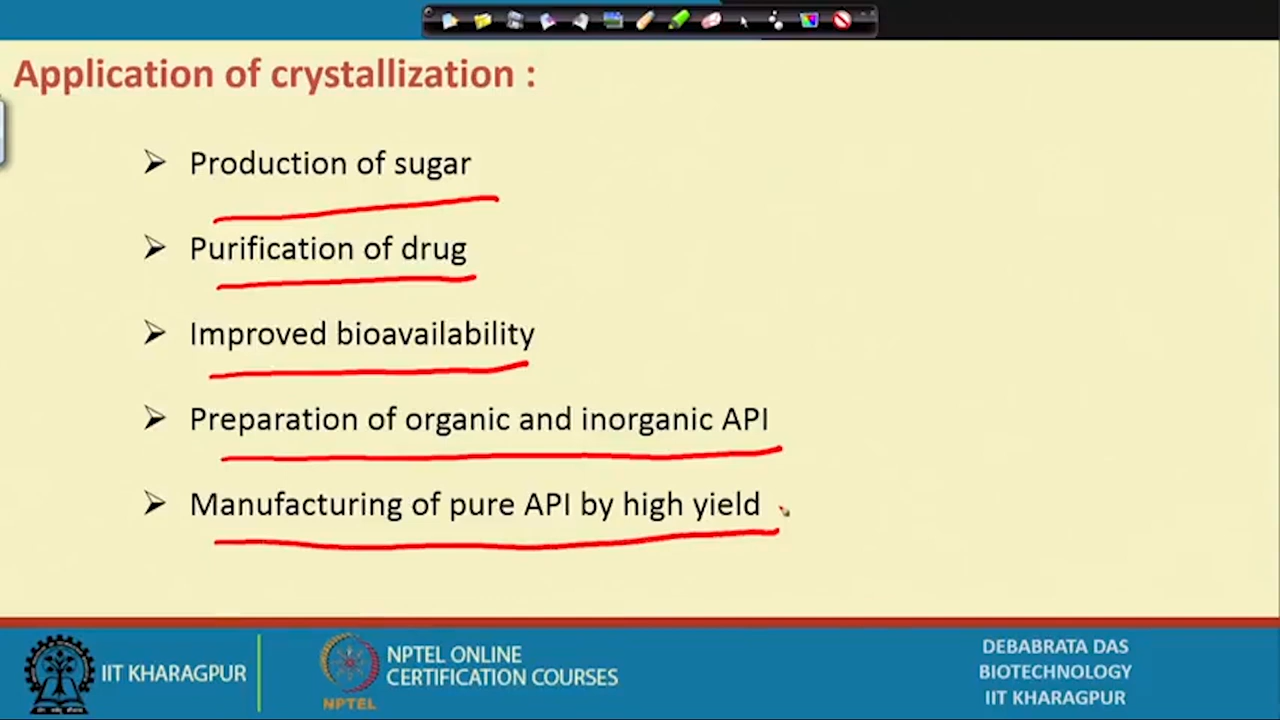 Application of crystallization :
Production of sugar
Purification of drug
Improved bioavailability
Preparation of organic and inorganic API
Manufacturing of pure API by high yield
IIT KHARAGPUR
NPTEL
NPTEL ONLINE
CERTIFICATION COURSES
DEBABRATA DAS
BIOTECHNOLOGY
IIT KHARAGPUR